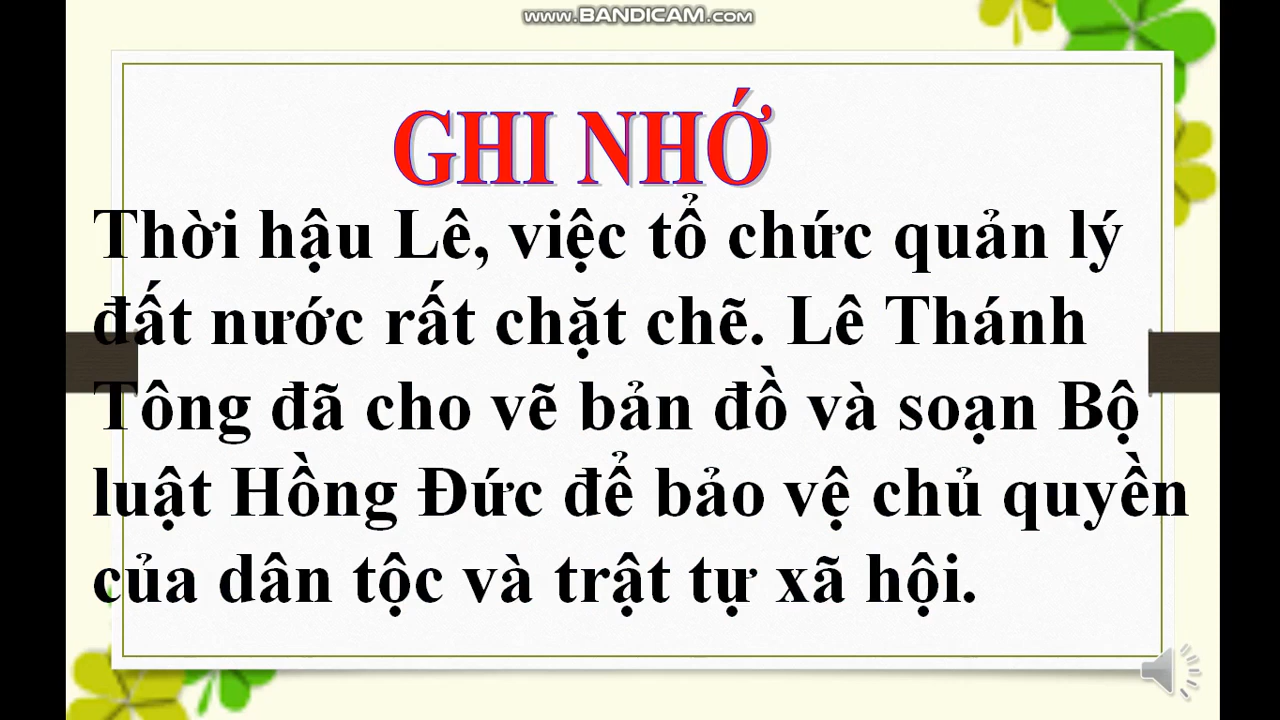 www.BANDICAM.com
GHI NHỚ
Thời hậu Lê, việc tổ chức quản lý
đất nước rất chặt chẽ. Lê Thánh
Tông đã cho vẽ bản đồ và soạn Bộ
luật Hồng Đức để bảo vệ chủ quyền
của dân tộc và trật tự xã hội.